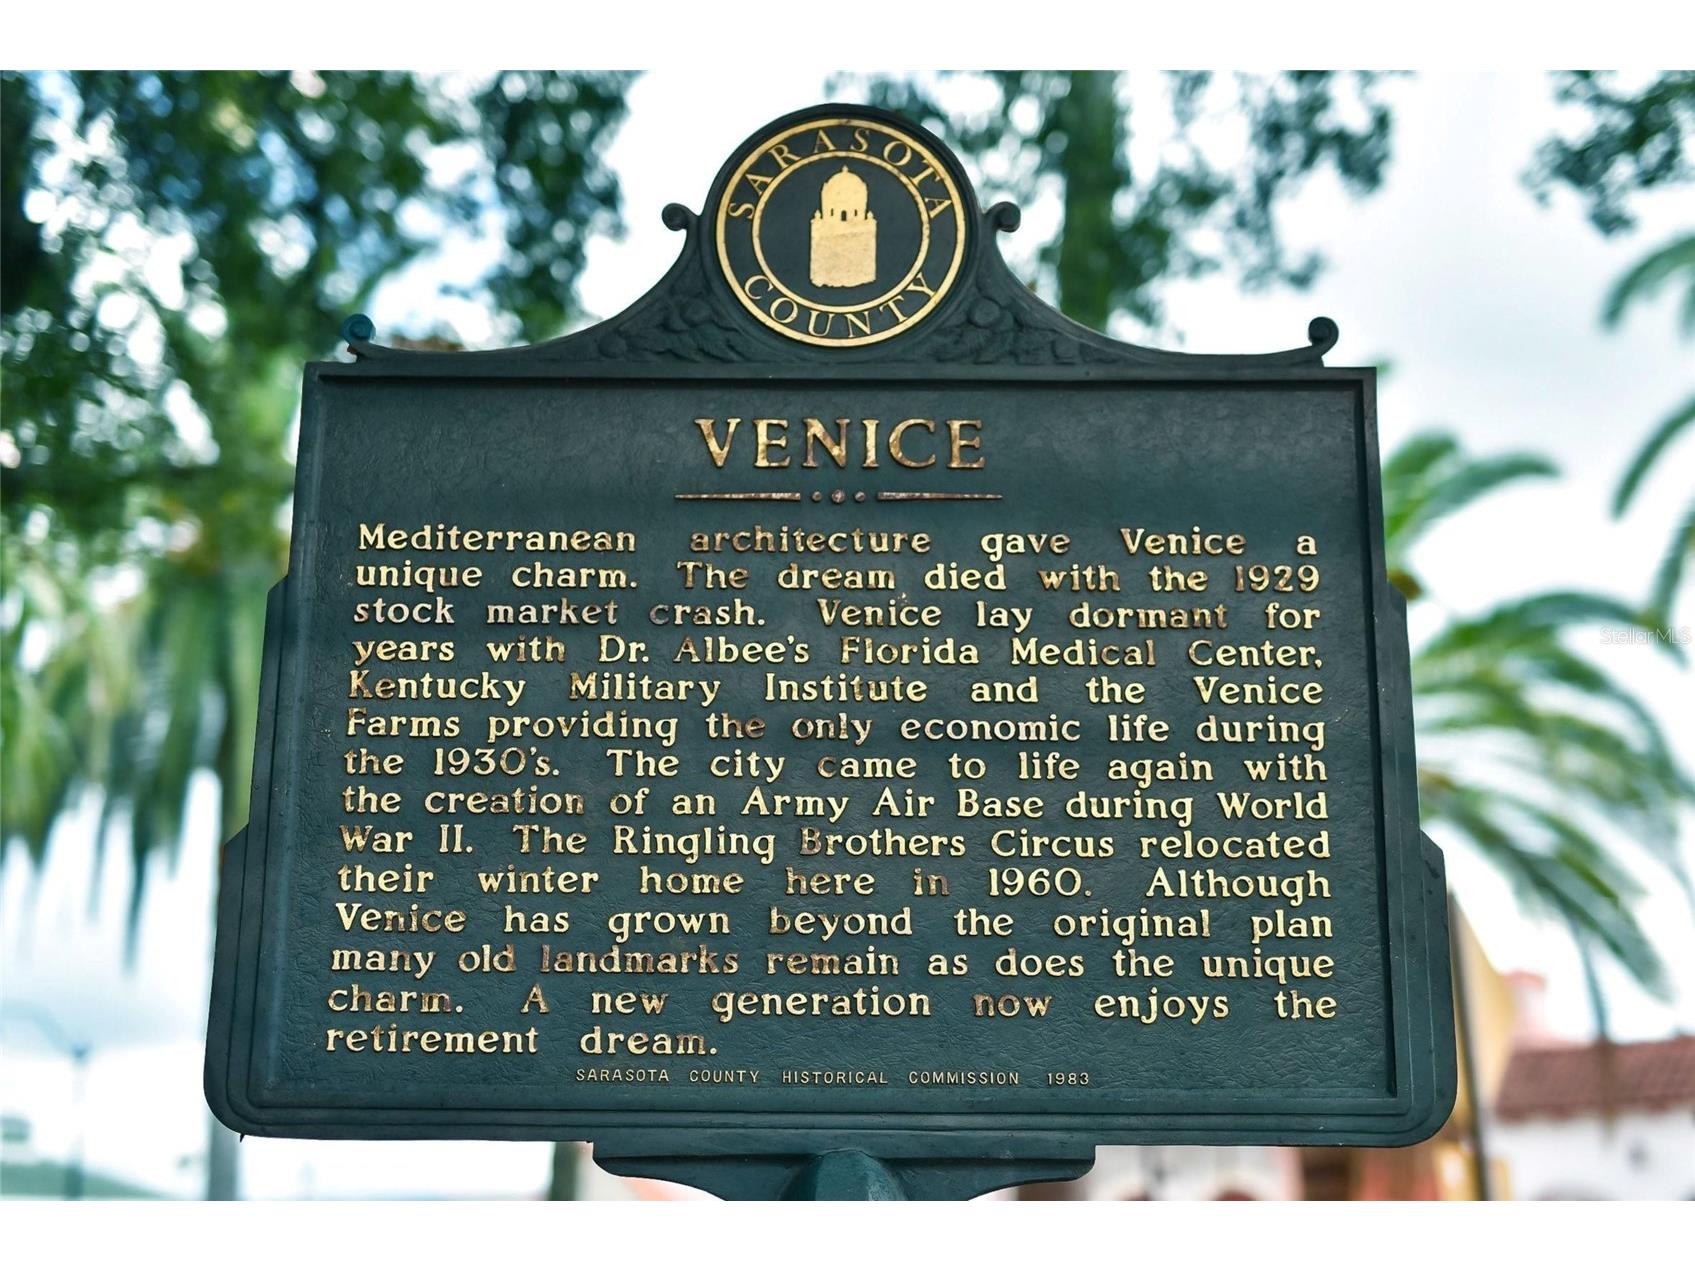 SARASOTA
COUNTY
VENICE
Mediterranean architecture gave Venice a
unique charm. The dream died with the 1929
stock market crash. Venice lay dormant for
years with Dr. Albee's Florida Medical Center,
Kentucky Military Institute and the Venice
Farms providing the only economic life during
the 1930's. The city came to life again with
the creation of an Army Air Base during World
War II. The Ringling Brothers Circus relocated
their winter home here in 1960. Although
Venice has grown beyond the original plan
many old landmarks remain as does the unique
charm. A new generation now enjoys the
retirement dream.
SARASOTA COUNTY HISTORICAL COMMISSION 1983
StellarMLS